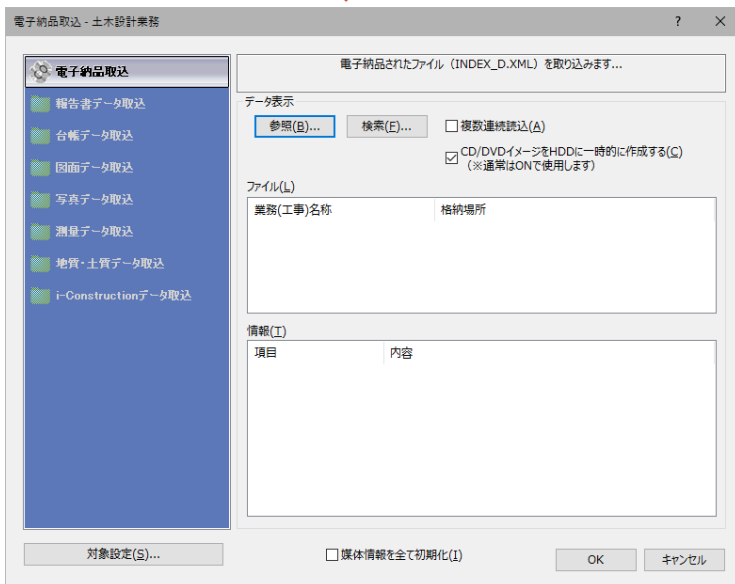 電子納品取込 - 土木設計業務
?
×
電子納品取込
報告書データ取込
台帳データ取込
図面データ取込
写真データ取込
測量データ取込
地質・土質データ取込
i-Constructionデータ取込
電子納品されたファイル（INDEX_D.XML）を取り込みます...
データ表示
参照(B)...
検索(F)...
複数連続読込(A)
CD/DVDイメージをHDDに一時的に作成する(C)
（※通常はONで使用します）
ファイル(L)
業務(工事)名称 格納場所
情報(T)
項目 内容
対象設定(S)...
媒体情報を全て初期化(I)
OK
キャンセル